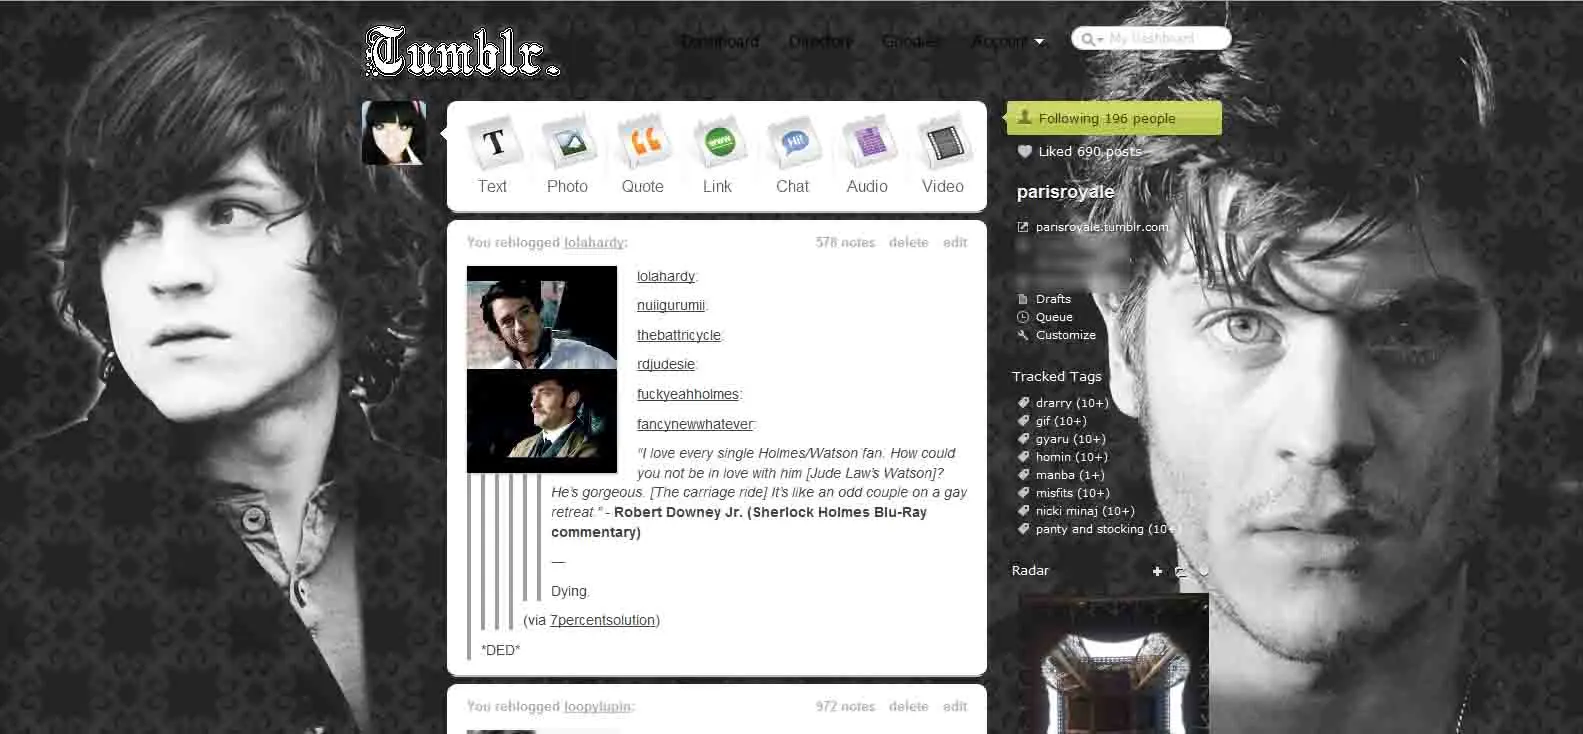 Tumblr.
Dashboard Directory Goodies Account My Dashboard
T www Hi!
Text Photo Quote Link Chat Audio Video
You reblogged lolahardy: 578 notes delete edit
lolahardy:
nuiigurumii:
thebattricycle:
rdjudesie:
fuckyeahholmes:
fancynewwhatever:
"I love every single Holmes/Watson fan. How could
you not be in love with him [Jude Law's Watson]?
He's gorgeous. [The carriage ride] It's like an odd couple on a gay
retreat." - Robert Downey Jr. (Sherlock Holmes Blu-Ray
commentary)
—
Dying.
(via 7percentsolution)
*DED*
You reblogged loopylupin: 972 notes delete edit
Following 196 people
Liked 690 posts
parisroyale
parisroyale.tumblr.com
Drafts
Queue
Customize
Tracked Tags
drarry (10+)
gif (10+)
gyaru (10+)
homin (10+)
manba (1+)
misfits (10+)
nicki minaj (10+)
panty and stocking (10+)
Radar